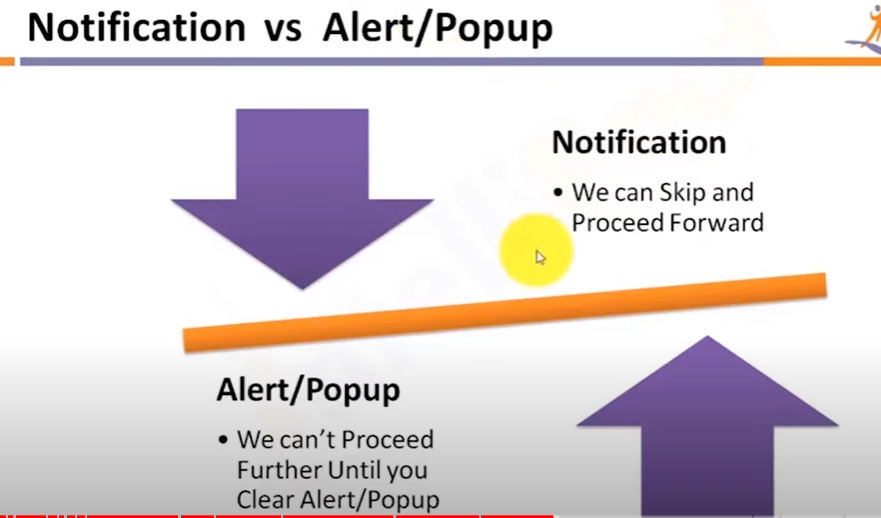 Notification vs Alert/Popup
Notification
• We can Skip and
Proceed Forward
Alert/Popup
• We can’t Proceed
Further Until you
Clear Alert/Popup